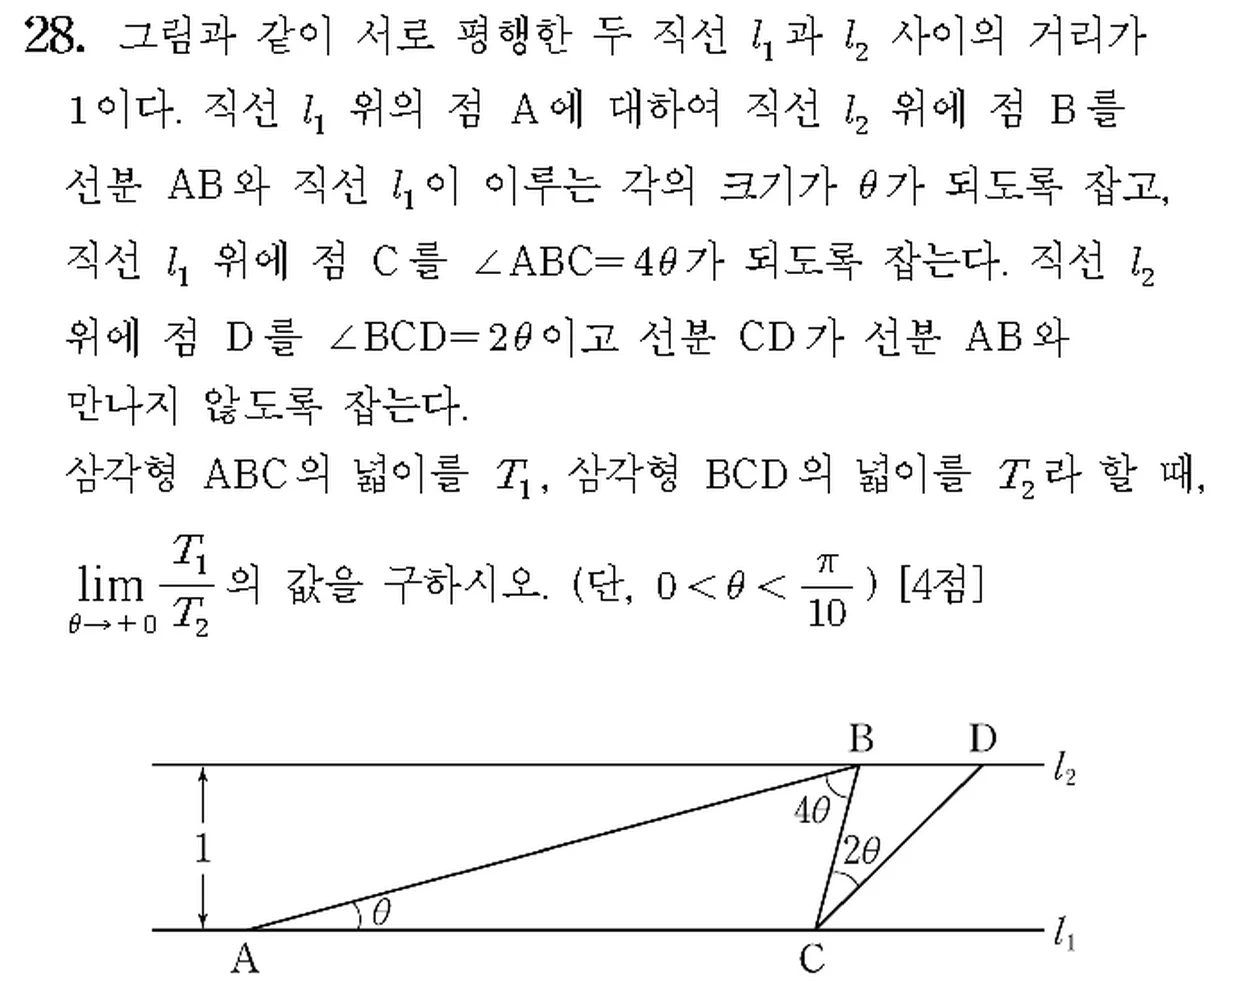 28. 그림과 같이 서로 평행한 두 직선 l₁과 l₂ 사이의 거리가
1이다. 직선 l₁ 위의 점 A에 대하여 직선 l₂ 위에 점 B를
선분 AB와 직선 l₁이 이루는 각의 크기가 θ가 되도록 잡고,
직선 l₁ 위에 점 C를 ∠ABC=4θ가 되도록 잡는다. 직선 l₂
위에 점 D를 ∠BCD=2θ이고 선분 CD가 선분 AB와
만나지 않도록 잡는다.
삼각형 ABC의 넓이를 T₁, 삼각형 BCD의 넓이를 T₂라 할 때,
lim_{θ→+0} T₁/T₂ 의 값을 구하시오. (단, 0<θ<π/10) [4점]
B D
l₂
4θ
1
2θ
θ
l₁
A C